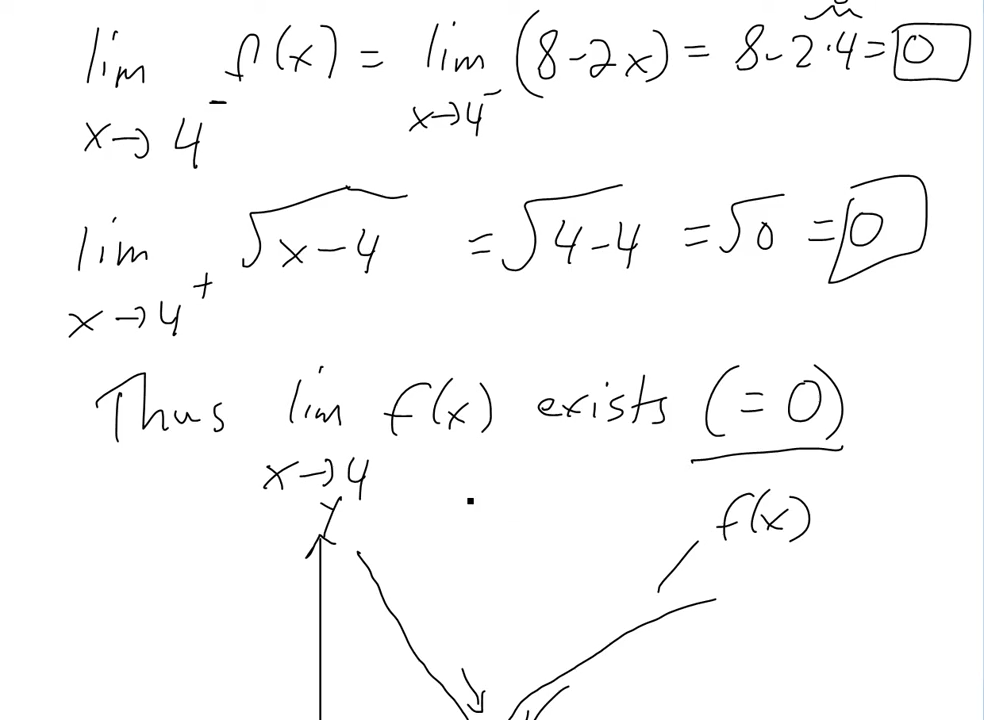 lim f(x) = lim (8-2x) = 8-2·4 = 0
x→4⁻ x→4⁻
lim √x-4 = √4-4 = √0 = 0
x→4⁺
Thus lim f(x) exists (= 0)
x→4
y
f(x)